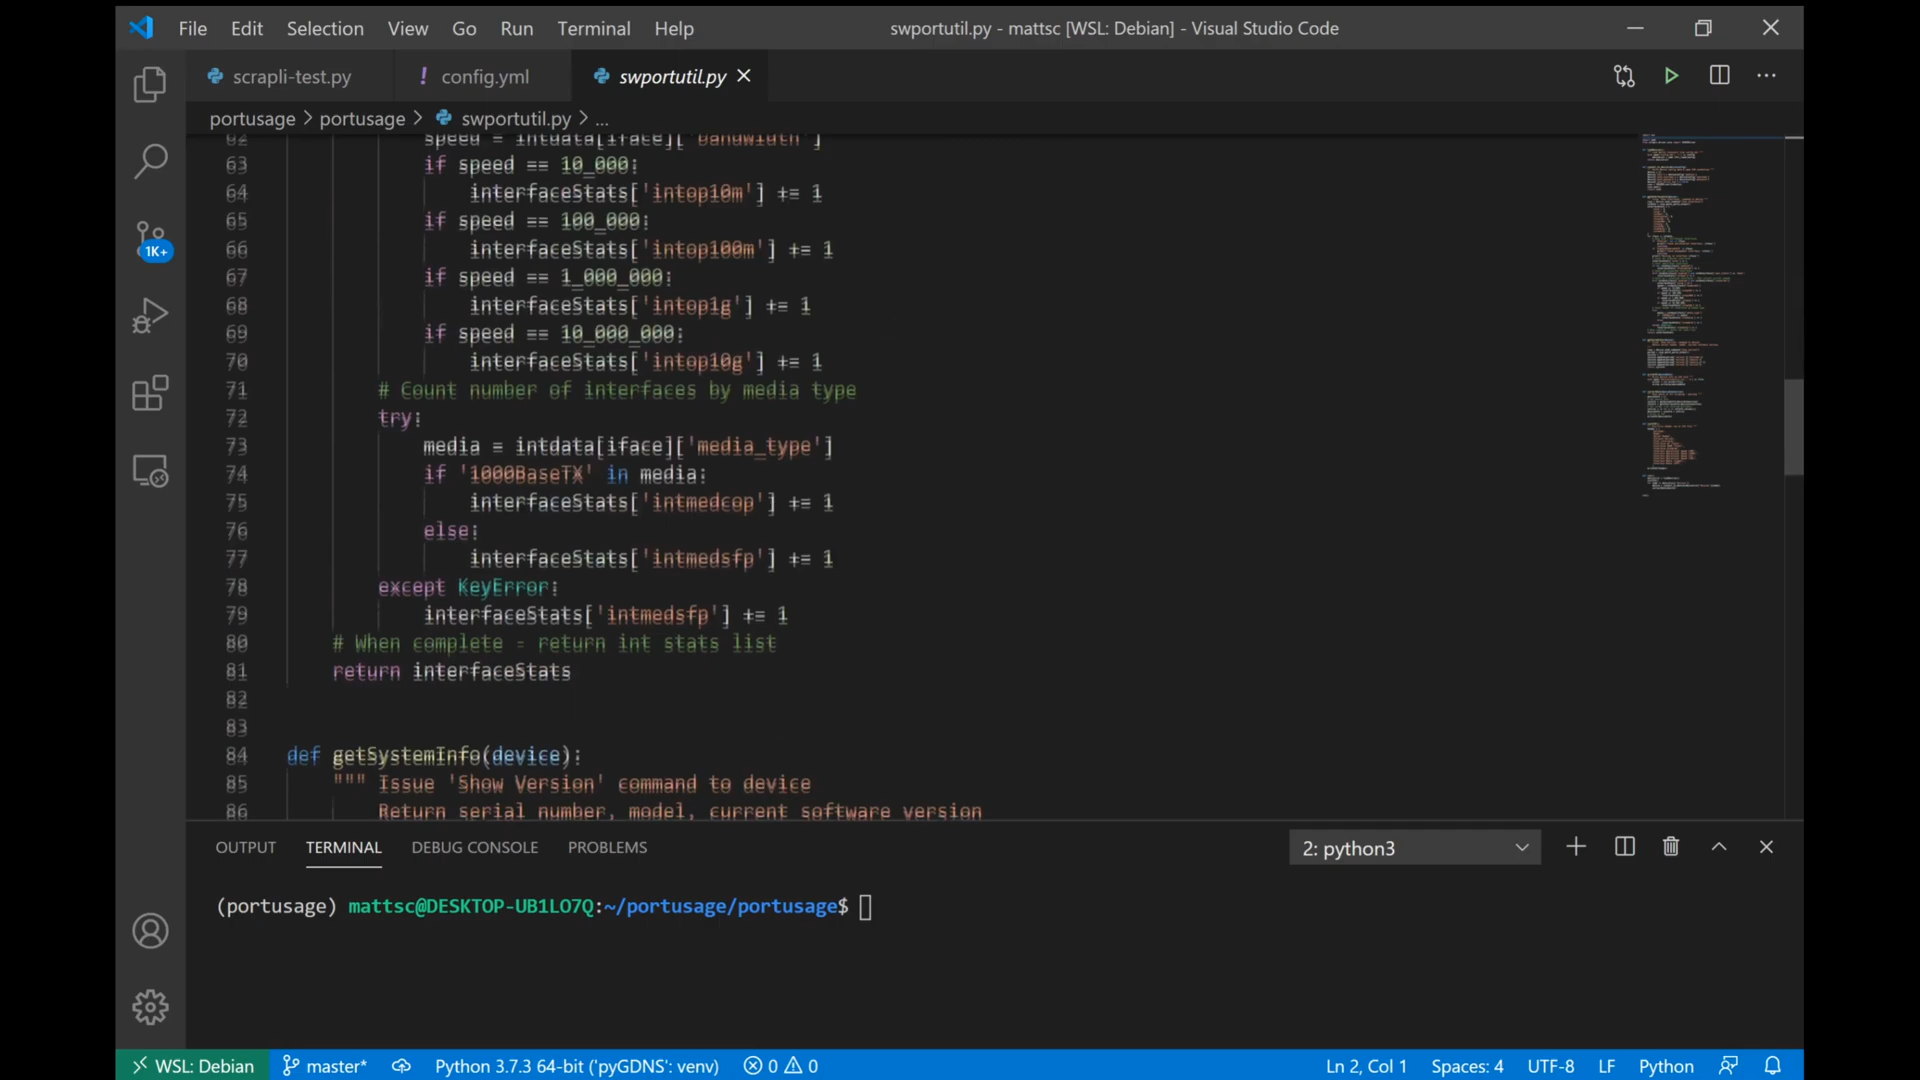 File Edit Selection View Go Run Terminal Help swportutil.py - mattsc [WSL: Debian] - Visual Studio Code
scrapli-test.py ! config.yml swportutil.py
portusage > portusage > swportutil.py > ...
62 speed = intdata[iface]['bandwidth']
63 if speed == 10_000:
64 interfaceStats['intop10m'] += 1
65 if speed == 100_000:
66 interfaceStats['intop100m'] += 1
67 if speed == 1_000_000:
68 interfaceStats['intop1g'] += 1
69 if speed == 10_000_000:
70 interfaceStats['intop10g'] += 1
71 # Count number of interfaces by media type
72 try:
73 media = intdata[iface]['media_type']
74 if '1000BaseTX' in media:
75 interfaceStats['intmedcop'] += 1
76 else:
77 interfaceStats['intmedsfp'] += 1
78 except KeyError:
79 interfaceStats['intmedsfp'] += 1
80 # When complete - return int stats list
81 return interfaceStats
82
83
84 def getSystemInfo(device):
85 """ Issue 'Show Version' command to device
86 Return serial number, model, current software version
1K+
OUTPUT TERMINAL DEBUG CONSOLE PROBLEMS 2: python3
(portusage) mattsc@DESKTOP-UB1LO7Q:~/portusage/portusage$
WSL: Debian master* Python 3.7.3 64-bit ('pyGDNS': venv) 0 0 Ln 2, Col 1 Spaces: 4 UTF-8 LF Python